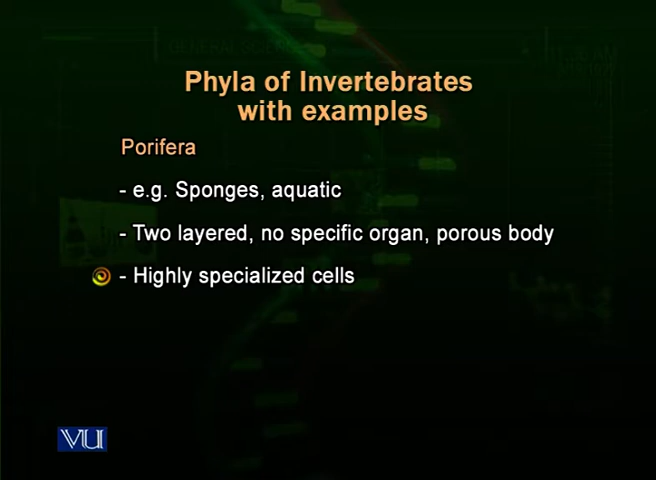 Phyla of Invertebrates
with examples
Porifera
- e.g. Sponges, aquatic
- Two layered, no specific organ, porous body
- Highly specialized cells
VU